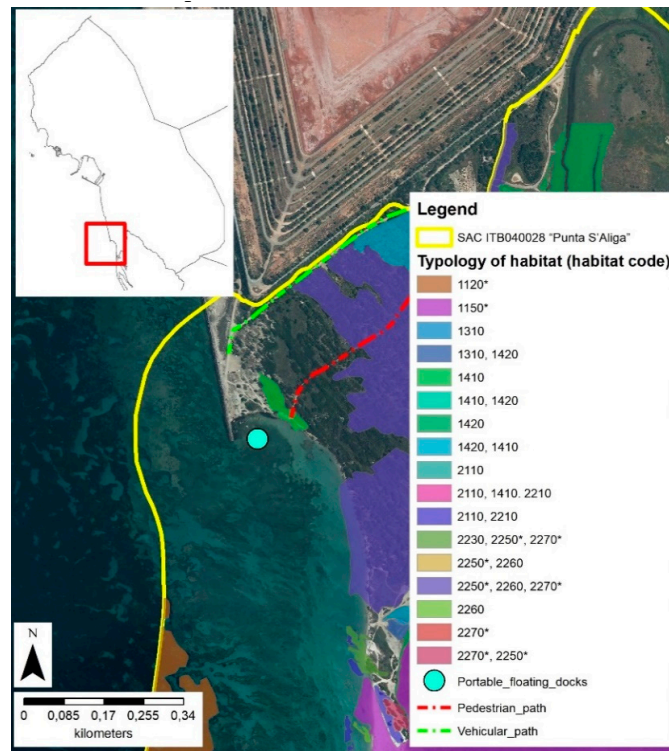 Legend
SAC ITB040028 "Punta S'Aliga"
Typology of habitat (habitat code)
1120*
1150*
1310
1310, 1420
1410
1410, 1420
1420
1420, 1410
2110
2110, 1410. 2210
2110, 2210
2230, 2250*, 2270*
2250*, 2260
2250*, 2260, 2270*
2260
2270*
2270*, 2250*
Portable_floating_docks
Pedestrian_path
Vehicular_path
N
0 0,085 0,17 0,255 0,34
kilometers